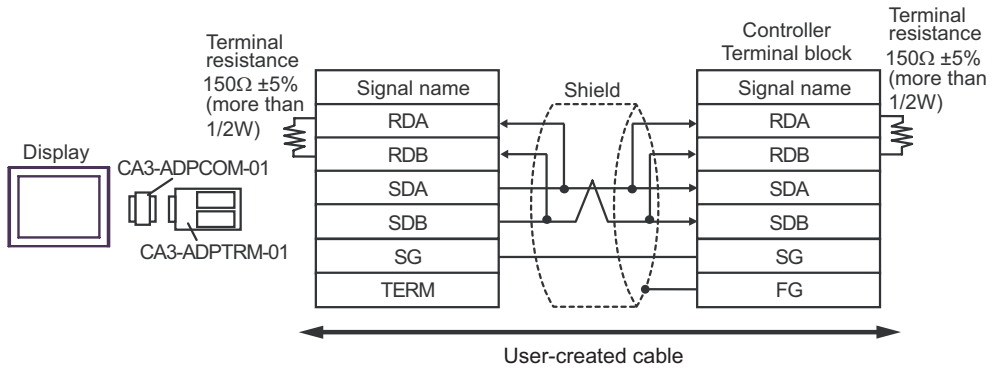 Terminal
resistance
150Ω ±5%
(more than
1/2W)
Display
CA3-ADPCOM-01
CA3-ADPTRM-01
Signal name
RDA
RDB
SDA
SDB
SG
TERM
Shield
Controller
Terminal block
Signal name
RDA
RDB
SDA
SDB
SG
FG
Terminal
resistance
150Ω ±5%
(more than
1/2W)
User-created cable